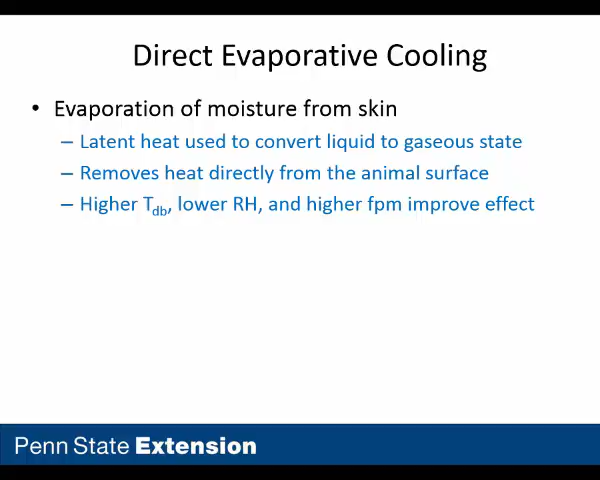 Direct Evaporative Cooling
• Evaporation of moisture from skin
– Latent heat used to convert liquid to gaseous state
– Removes heat directly from the animal surface
– Higher Tdb, lower RH, and higher fpm improve effect
Penn State Extension